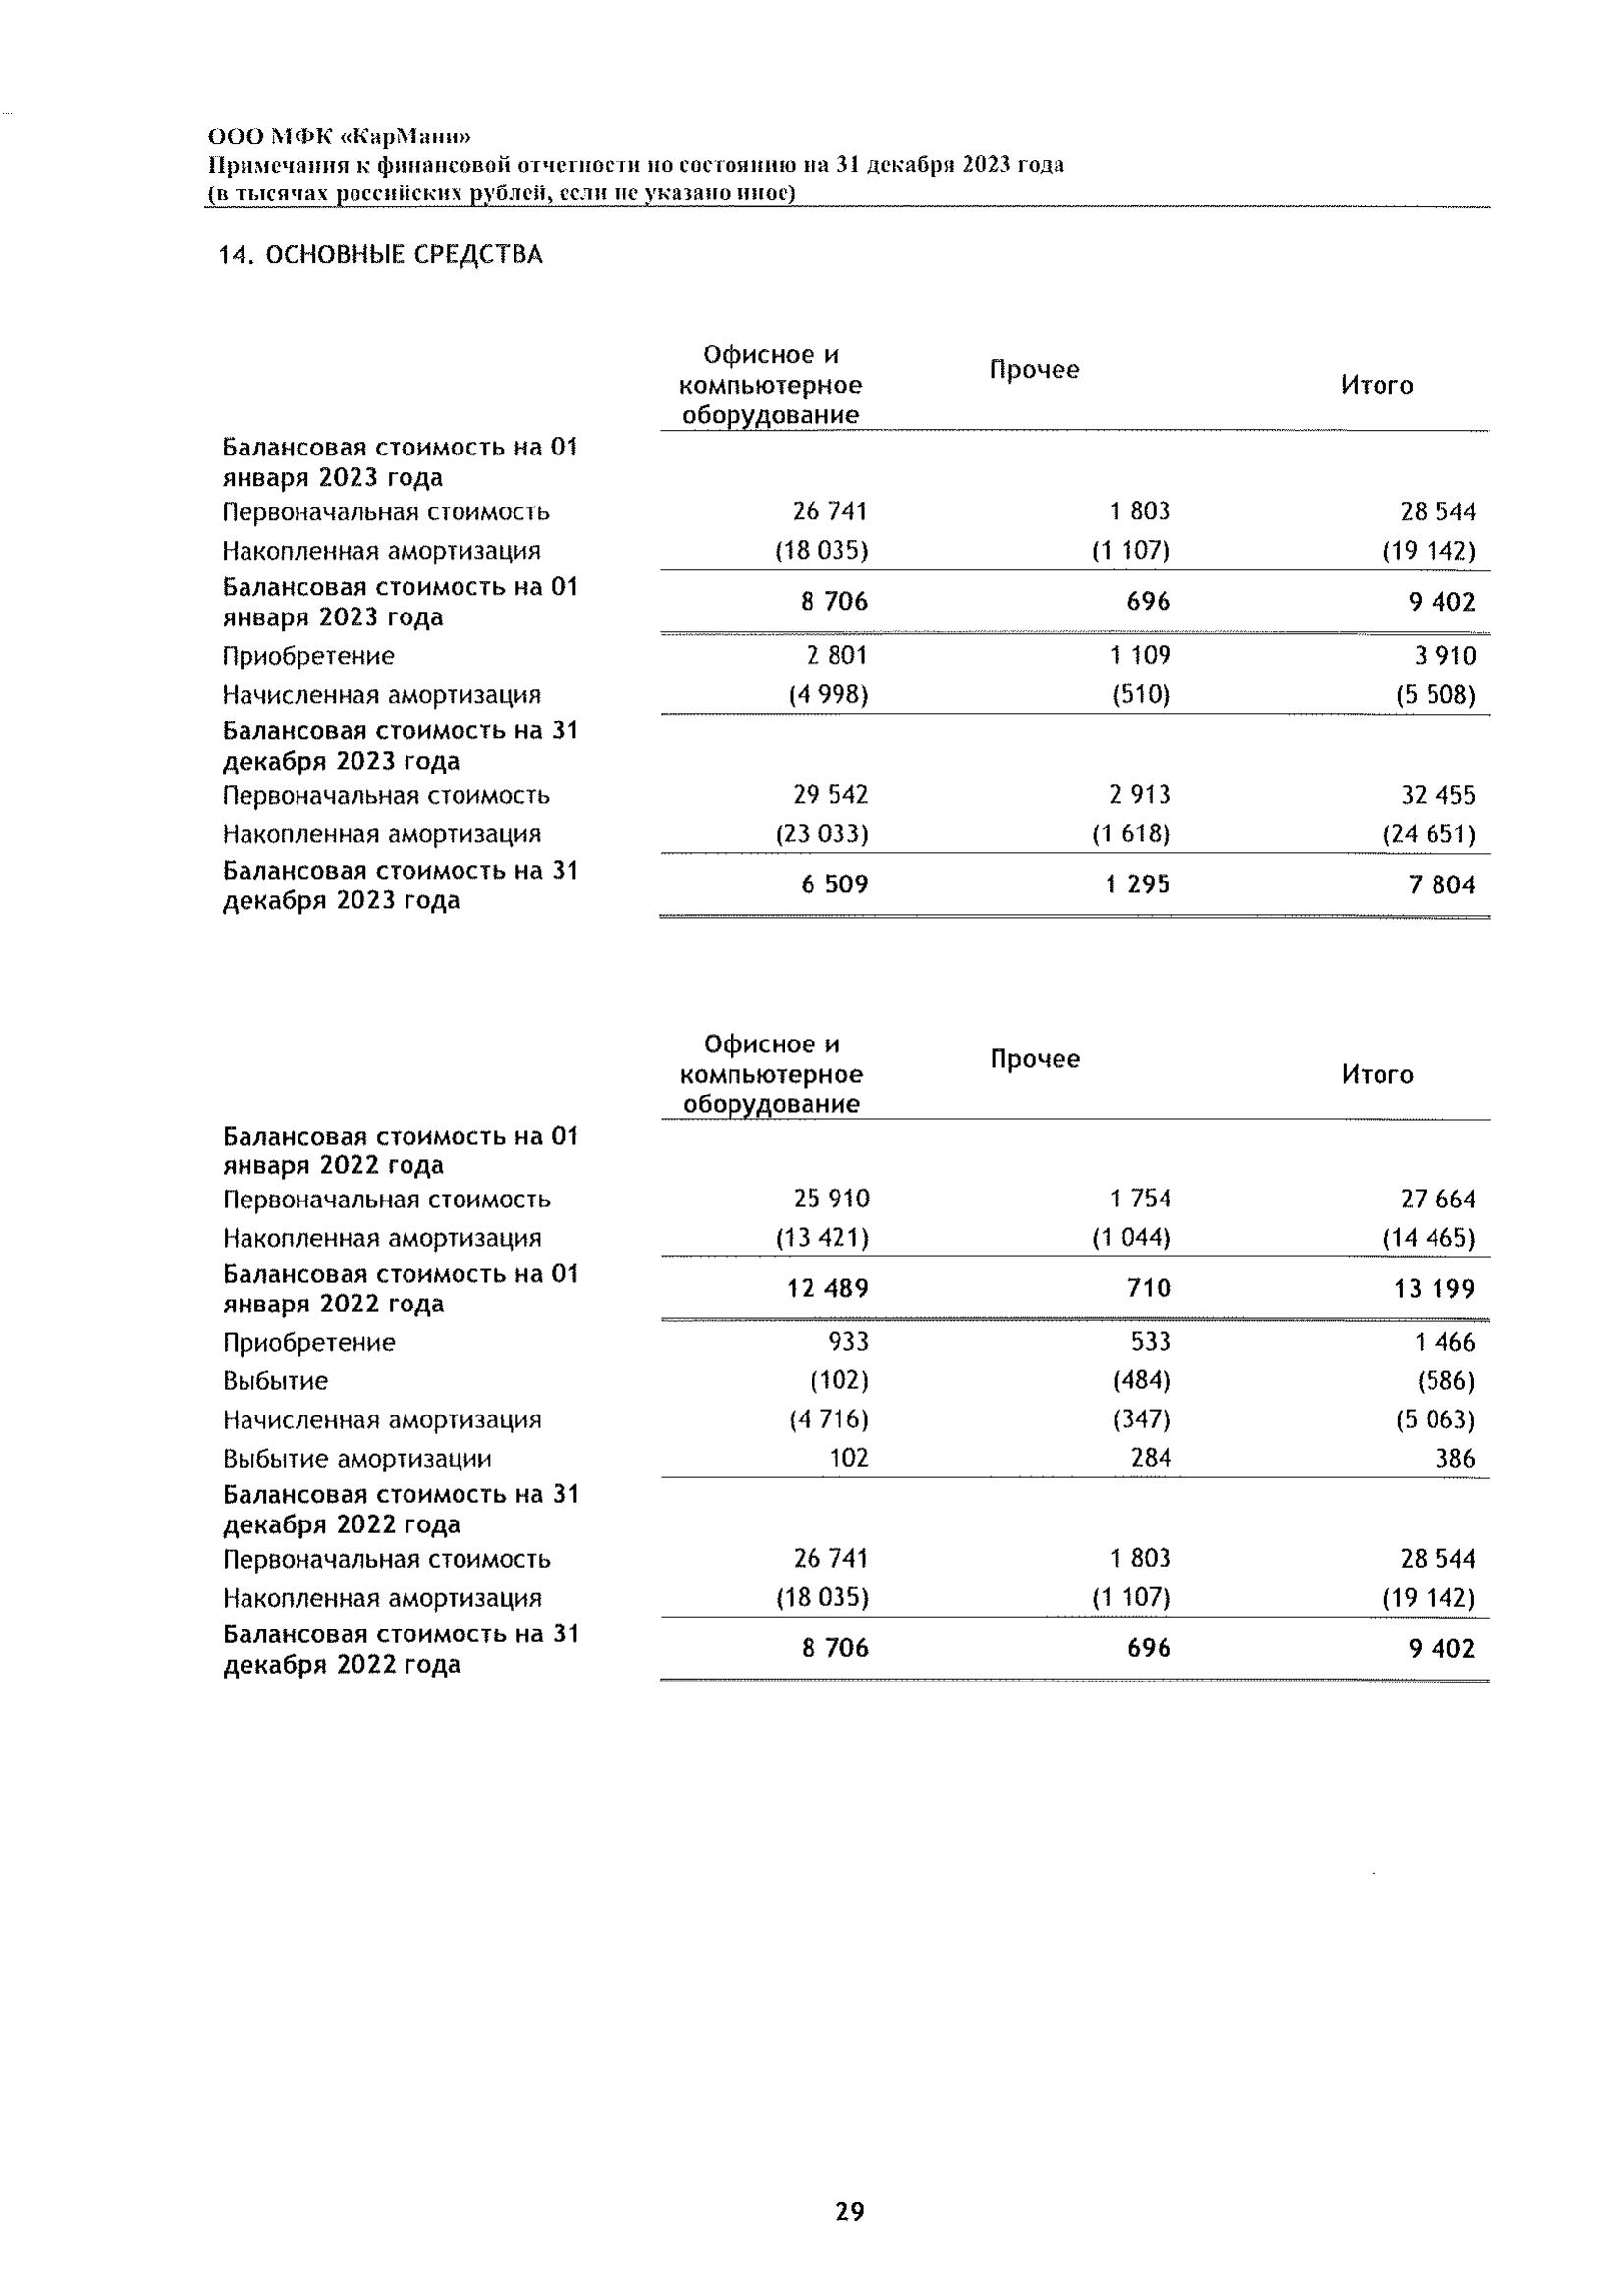 ООО МФК «КарМани»
Примечания к финансовой отчетности по состоянию на 31 декабря 2023 года
(в тысячах российских рублей, если не указано иное)
14. ОСНОВНЫЕ СРЕДСТВА
Офисное и
компьютерное
оборудование
Прочее
Итого
Балансовая стоимость на 01
января 2023 года
Первоначальная стоимость 26 741 1 803 28 544
Накопленная амортизация (18 035) (1 107) (19 142)
Балансовая стоимость на 01
января 2023 года 8 706 696 9 402
Приобретение 2 801 1 109 3 910
Начисленная амортизация (4 998) (510) (5 508)
Балансовая стоимость на 31
декабря 2023 года
Первоначальная стоимость 29 542 2 913 32 455
Накопленная амортизация (23 033) (1 618) (24 651)
Балансовая стоимость на 31
декабря 2023 года 6 509 1 295 7 804
Офисное и
компьютерное
оборудование
Прочее
Итого
Балансовая стоимость на 01
января 2022 года
Первоначальная стоимость 25 910 1 754 27 664
Накопленная амортизация (13 421) (1 044) (14 465)
Балансовая стоимость на 01
января 2022 года 12 489 710 13 199
Приобретение 933 533 1 466
Выбытие (102) (484) (586)
Начисленная амортизация (4 716) (347) (5 063)
Выбытие амортизации 102 284 386
Балансовая стоимость на 31
декабря 2022 года
Первоначальная стоимость 26 741 1 803 28 544
Накопленная амортизация (18 035) (1 107) (19 142)
Балансовая стоимость на 31
декабря 2022 года 8 706 696 9 402
29